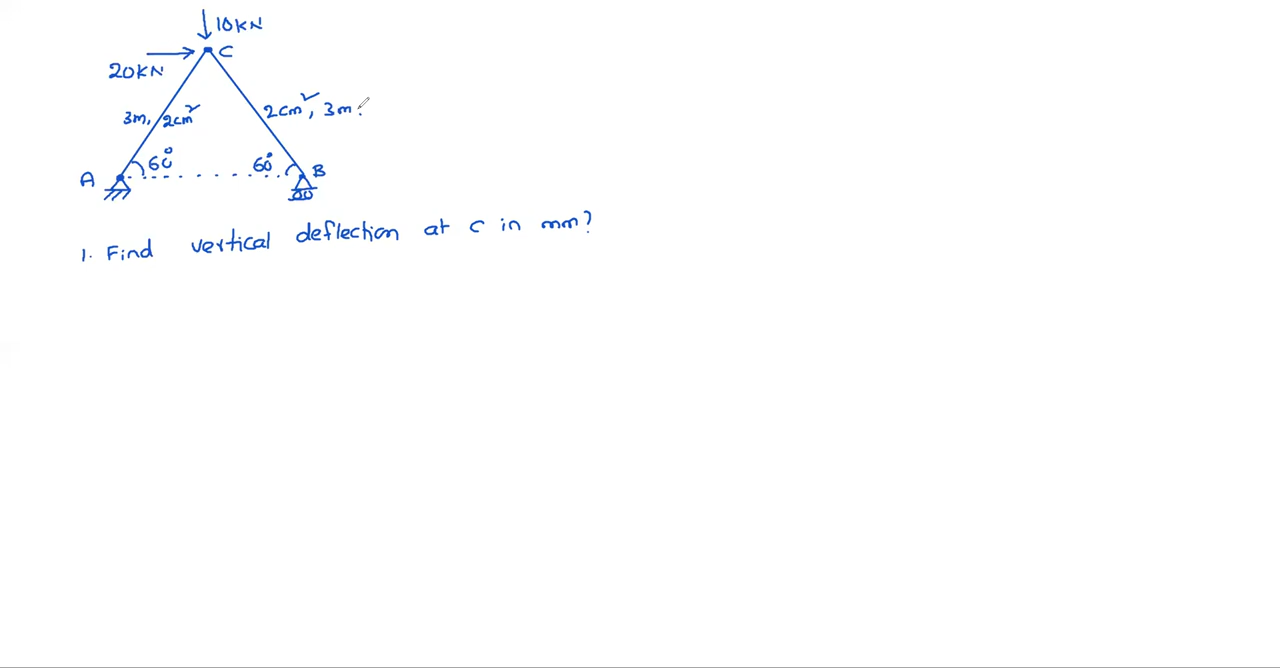 ↓10KN
20KN → C
3m, 2cm²
2cm², 3m.
60° 60°
A B
1. Find vertical deflection at c in mm?